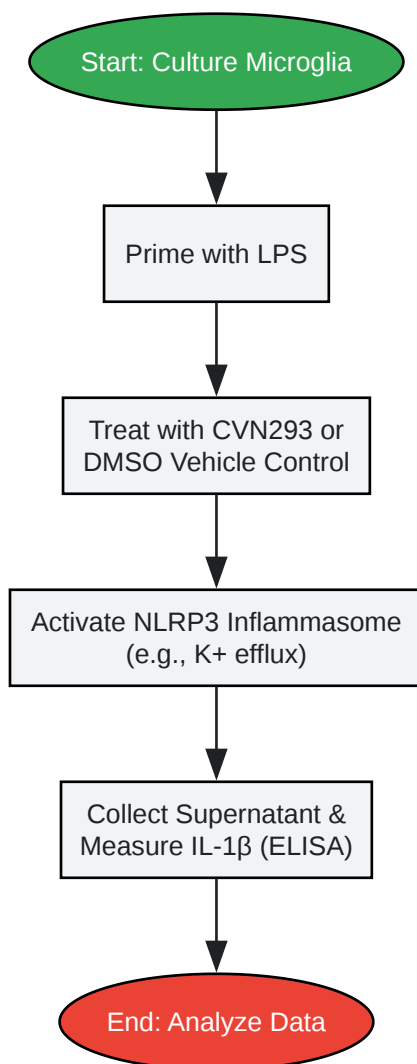 Start: Culture Microglia
Prime with LPS
Treat with CVN293 or
DMSO Vehicle Control
Activate NLRP3 Inflammasome
(e.g., K+ efflux)
Collect Supernatant &
Measure IL-1β (ELISA)
End: Analyze Data